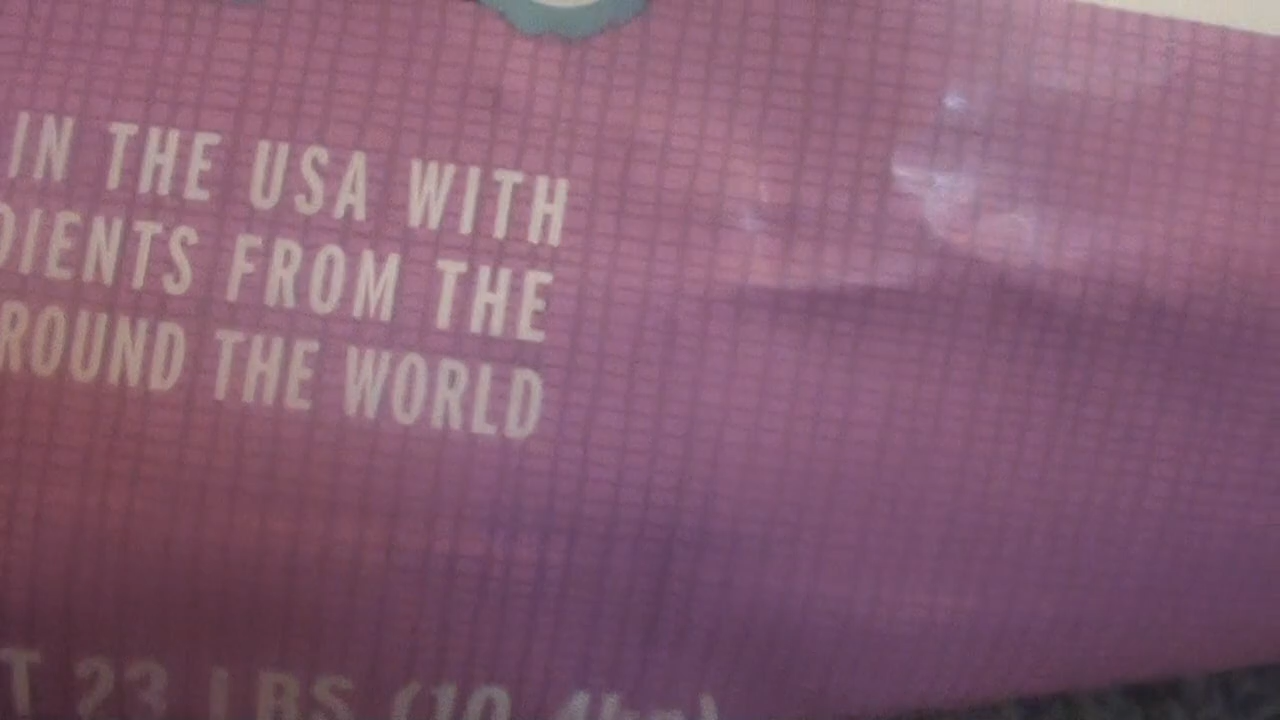 IN THE USA WITH
DIENTS FROM THE
ROUND THE WORLD
T 23 LBS (10.4kg)